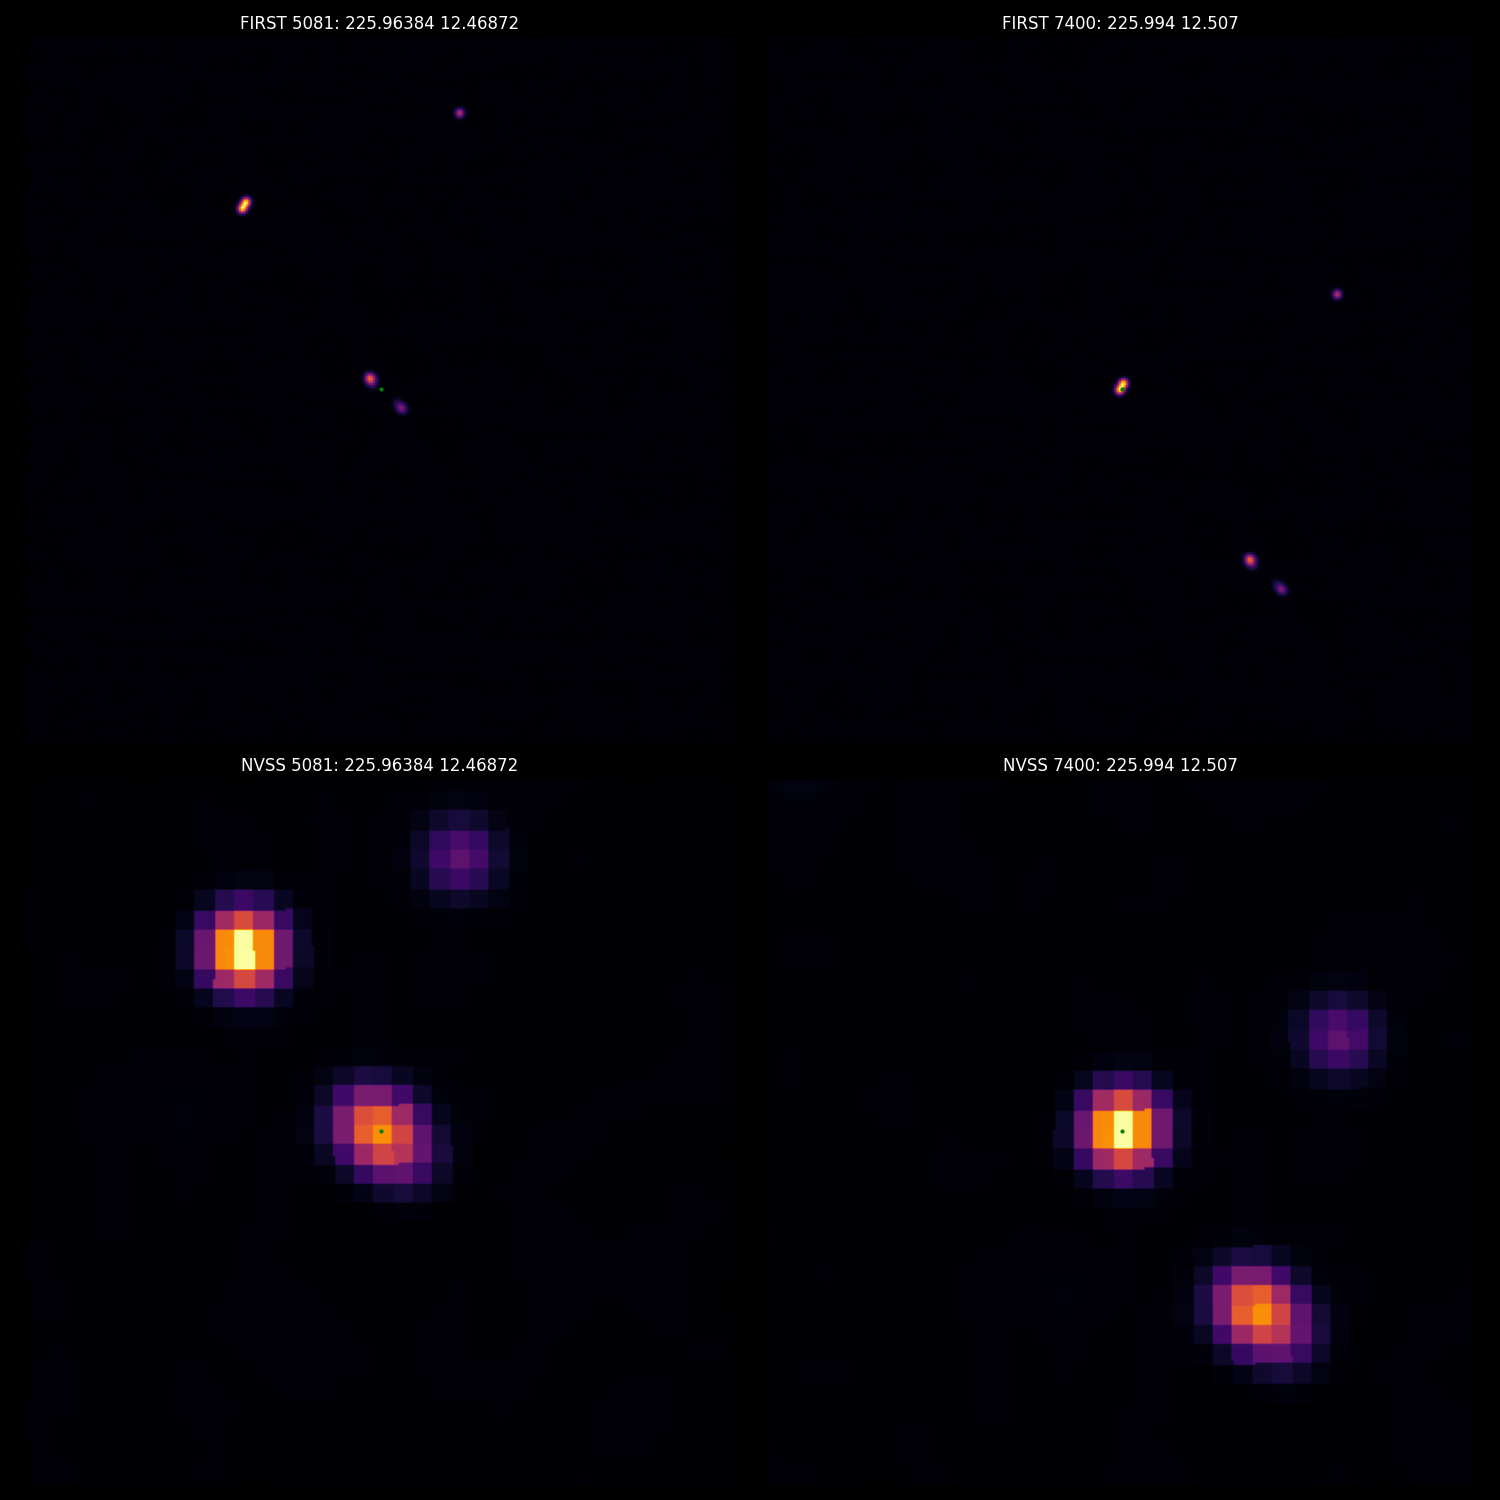 FIRST 5081: 225.96384 12.46872
FIRST 7400: 225.994 12.507
NVSS 5081: 225.96384 12.46872
NVSS 7400: 225.994 12.507